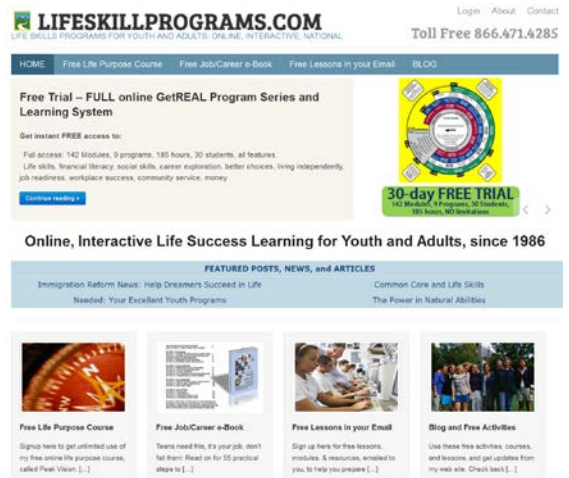 LIFESKILLPROGRAMS.COM
LIFE SKILLS PROGRAMS FOR YOUTH AND ADULTS: ONLINE, INTERACTIVE, NATIONAL
Login About Contact
Toll Free 866.471.4285
HOME Free Life Purpose Course Free Job/Career e-Book Free Lessons in your Email BLOG
Free Trial – FULL online GetREAL Program Series and
Learning System
Get instant FREE access to:
Full access: 142 Modules, 9 programs, 185 hours, 30 students, all features.
Life skills, financial literacy, social skills, career exploration, better choices, living independently,
job readiness, workplace success, community service, money
Continue reading »
30-day FREE TRIAL
142 Modules, 9 Programs, 30 Students,
185 hours, NO limitations
Online, Interactive Life Success Learning for Youth and Adults, since 1986
FEATURED POSTS, NEWS, and ARTICLES
Immigration Reform News: Help Dreamers Succeed in Life
Common Core and Life Skills
Needed: Your Excellent Youth Programs
The Power in Natural Abilities
Free Life Purpose Course
Signup here to get unlimited use of
my free online life purpose course,
called Peak Vision. [...]
Free Job/Career e-Book
Teens need this, it's your job, don't
fail them: Read on for 55 practical
steps to [...]
Free Lessons in your Email
Sign up here for free lessons,
modules, & resources, emailed to
you, to help you prepare [...]
Blog and Free Activities
Use these free activities, courses,
and lessons, and get updates from
my web site. Check back [...]